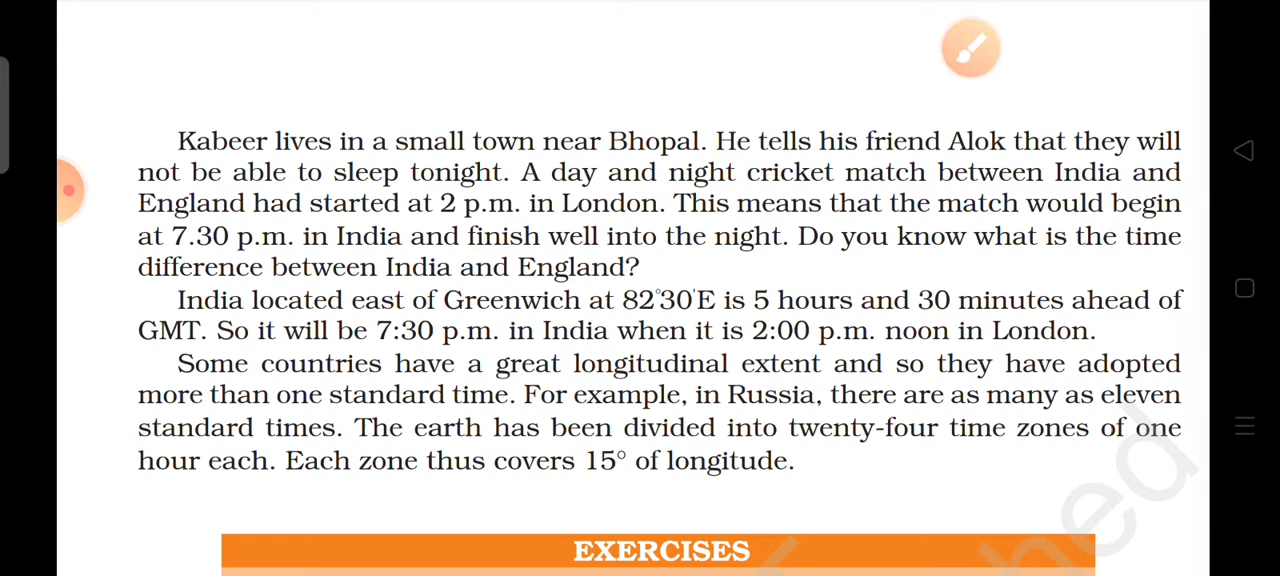 Kabeer lives in a small town near Bhopal. He tells his friend Alok that they will
not be able to sleep tonight. A day and night cricket match between India and
England had started at 2 p.m. in London. This means that the match would begin
at 7.30 p.m. in India and finish well into the night. Do you know what is the time
difference between India and England?
India located east of Greenwich at 82°30'E is 5 hours and 30 minutes ahead of
GMT. So it will be 7:30 p.m. in India when it is 2:00 p.m. noon in London.
Some countries have a great longitudinal extent and so they have adopted
more than one standard time. For example, in Russia, there are as many as eleven
standard times. The earth has been divided into twenty-four time zones of one
hour each. Each zone thus covers 15° of longitude.
hed
EXERCISES